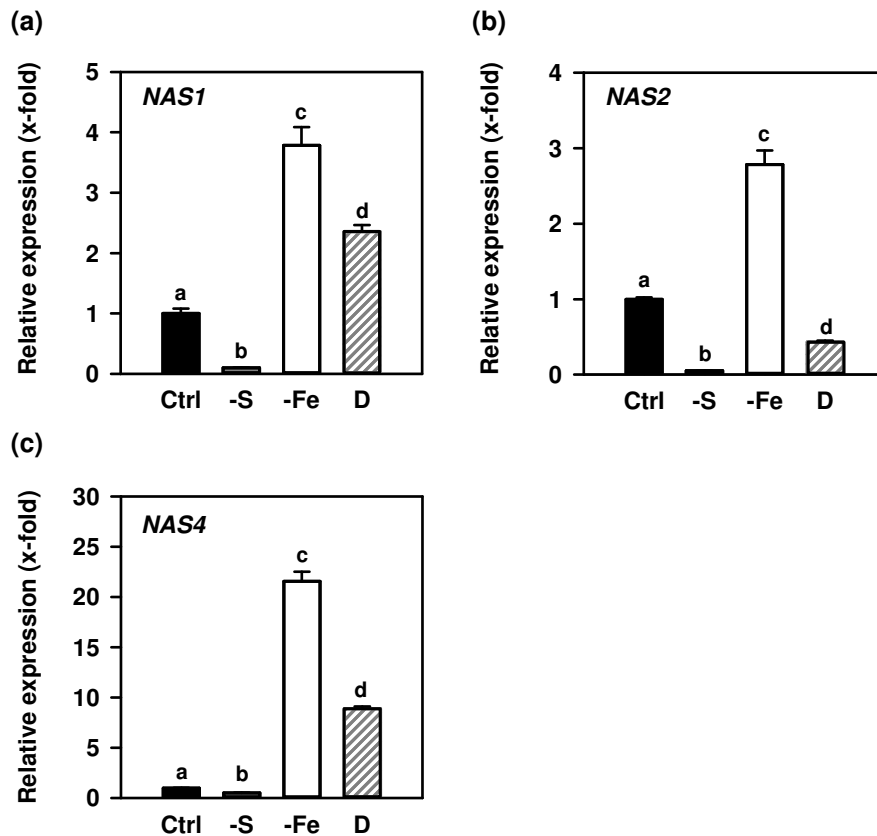 (a)
Relative expression (x-fold)
NAS1
5
4
3
2
1
0
a
b
c
d
Ctrl -S -Fe D
(b)
Relative expression (x-fold)
NAS2
4
3
2
1
0
a
b
c
d
Ctrl -S -Fe D
(c)
Relative expression (x-fold)
NAS4
30
25
20
15
10
5
0
a
b
c
d
Ctrl -S -Fe D